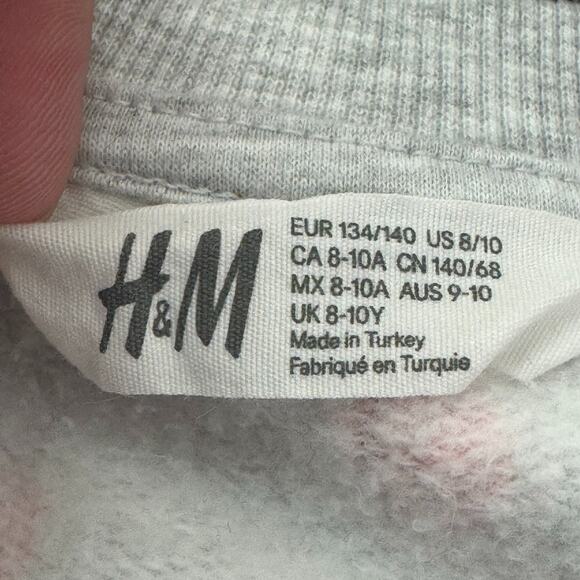 H&M
EUR 134/140 US 8/10
CA 8-10A CN 140/68
MX 8-10A AUS 9-10
UK 8-10Y
Made in Turkey
Fabriqué en Turquie